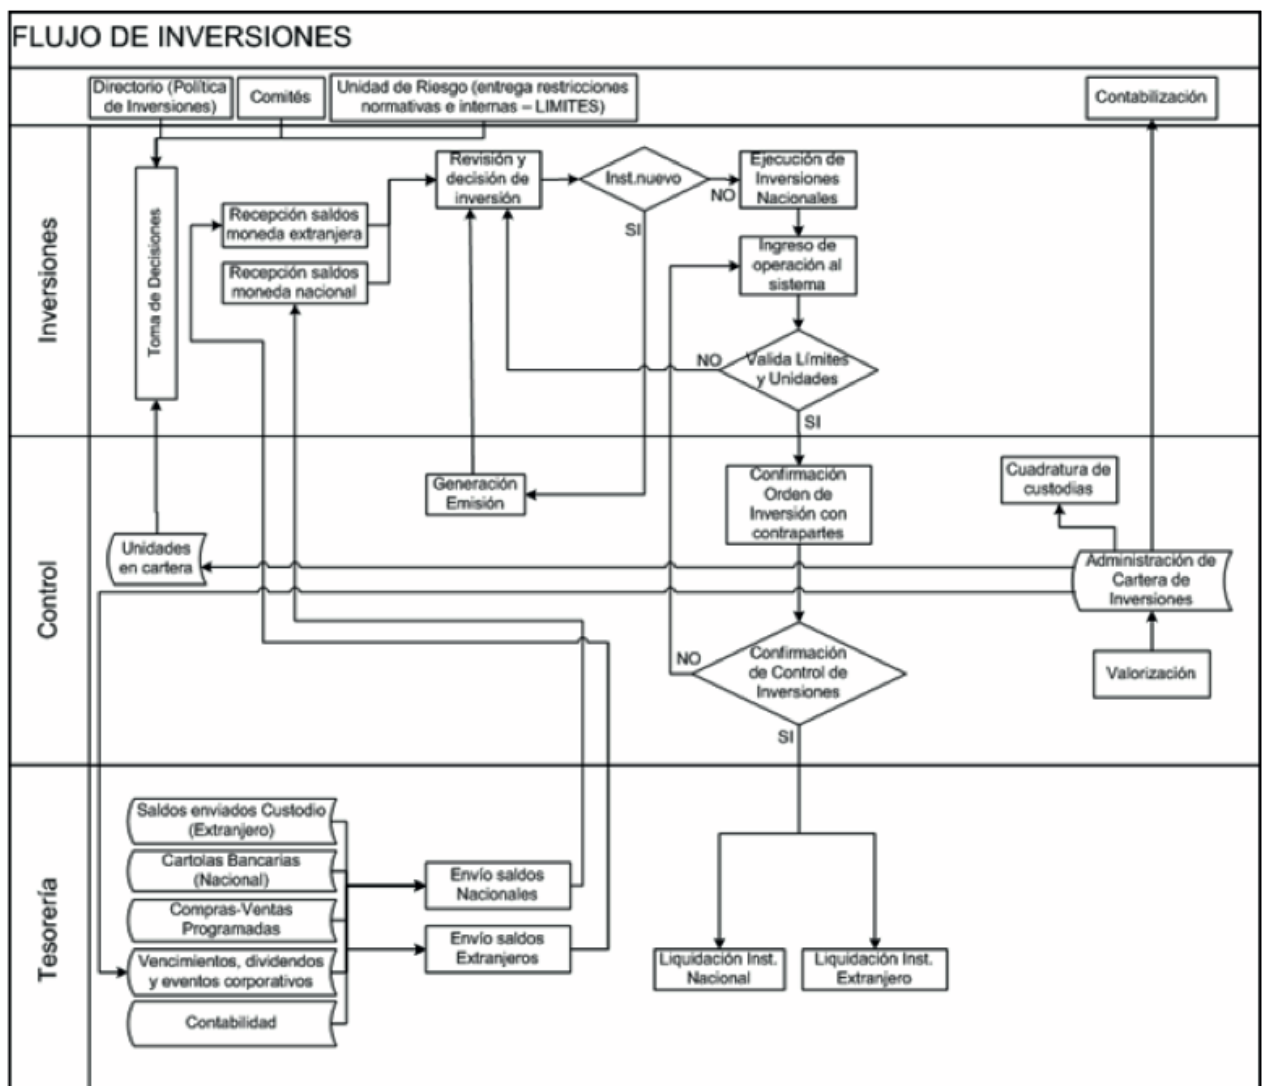 FLUJO DE INVERSIONES
Directorio (Política
de Inversiones)
Comités
Unidad de Riesgo (entrega restricciones
normativas e internas – LIMITES)
Contabilización
Inversiones
Toma de Decisiones
Recepción saldos
moneda extranjera
Recepción saldos
moneda nacional
Revisión y
decisión de
inversión
Inst.nuevo
NO
SI
Ejecución de
Inversiones
Nacionales
Ingreso de
operación al
sistema
NO
Valida Límites
y Unidades
SI
Control
Unidades
en cartera
Generación
Emisión
Confirmación
Orden de
Inversión con
contrapartes
Cuadratura de
custodias
Administración de
Cartera de
Inversiones
NO
Confirmación
de Control de
Inversiones
SI
Valorización
Tesorería
Saldos enviados Custodio
(Extranjero)
Cartolas Bancarías
(Nacional)
Compras-Ventas
Programadas
Vencimientos, dividendos
y eventos corporativos
Contabilidad
Envío saldos
Nacionales
Envío saldos
Extranjeros
Liquidación Inst.
Nacional
Liquidación Inst.
Extranjero